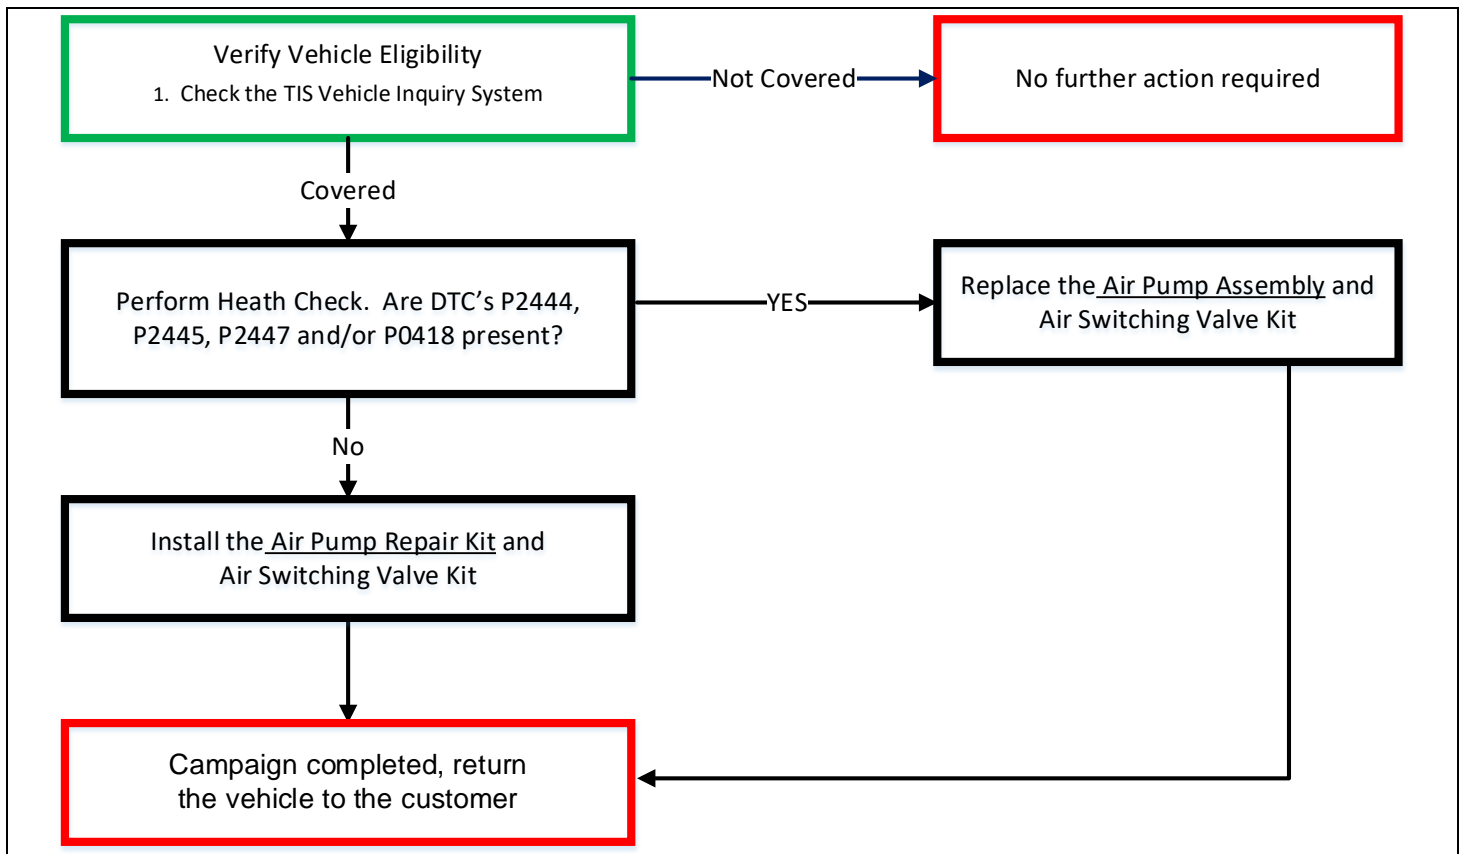 Verify Vehicle Eligibility
1. Check the TIS Vehicle Inquiry System
Not Covered
No further action required
Covered
Perform Heath Check. Are DTC's P2444,
P2445, P2447 and/or P0418 present?
YES
Replace the Air Pump Assembly and
Air Switching Valve Kit
No
Install the Air Pump Repair Kit and
Air Switching Valve Kit
Campaign completed, return
the vehicle to the customer